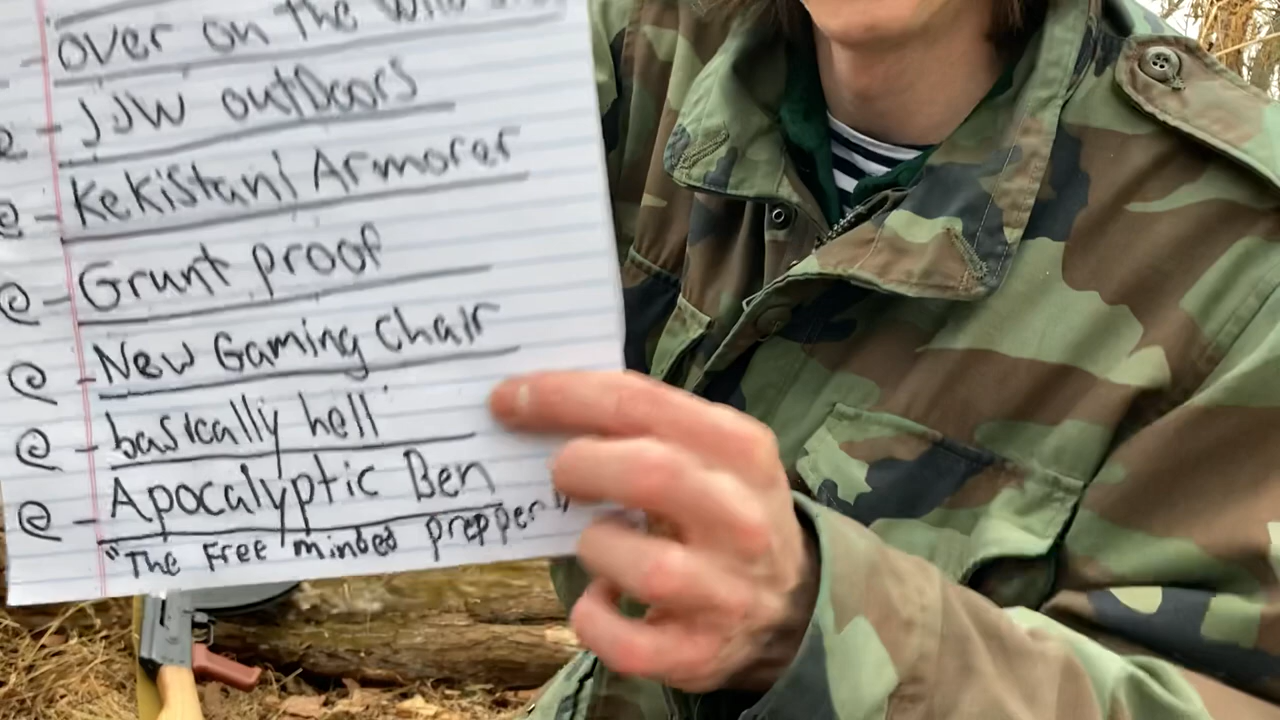 over on the wild
@ - JJW outDoors
@ - Kekistani Armorer
@ - Grunt proof
@ - New Gaming Chair
@ - basically hell
@ - Apocalyptic Ben
"The Free minded prepper"